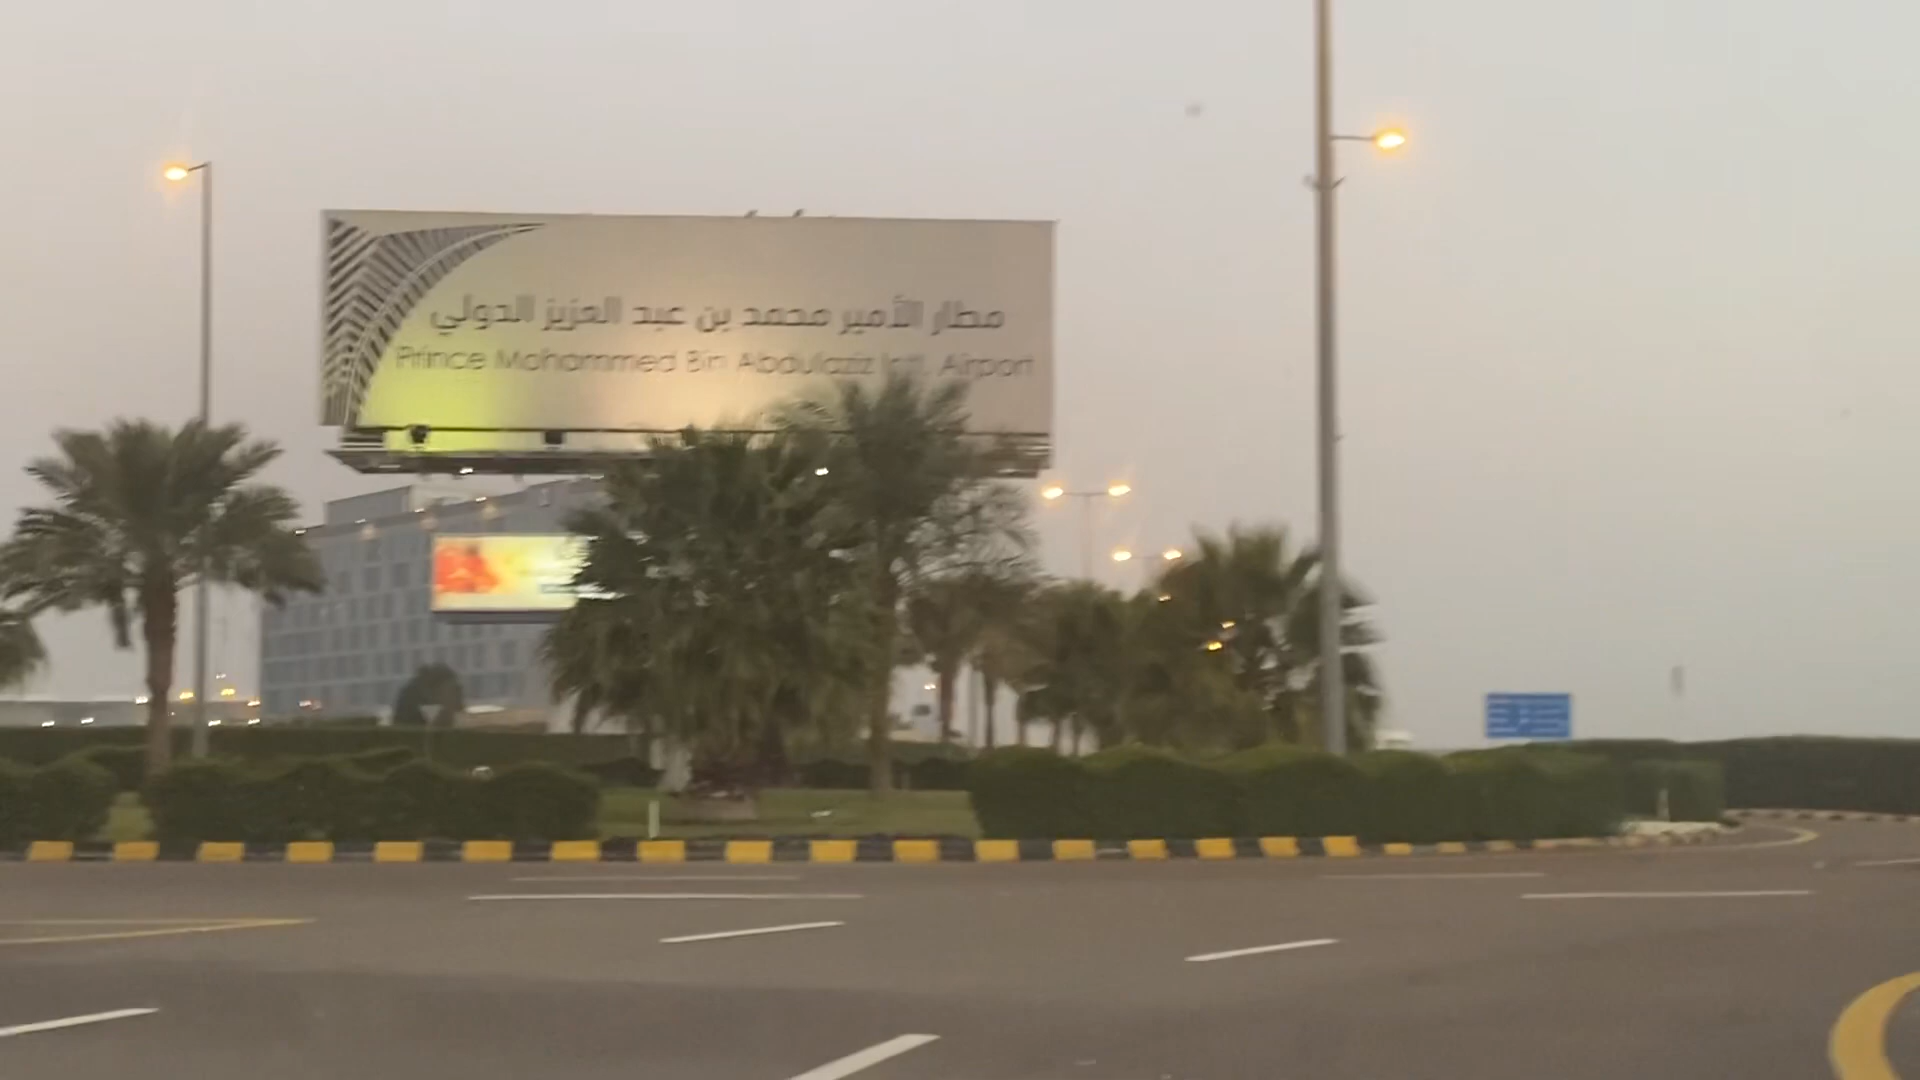 مطار الأمير محمد بن عبد العزيز الدولي
Prince Mohammed Bin Abdulaziz Int'l. Airport